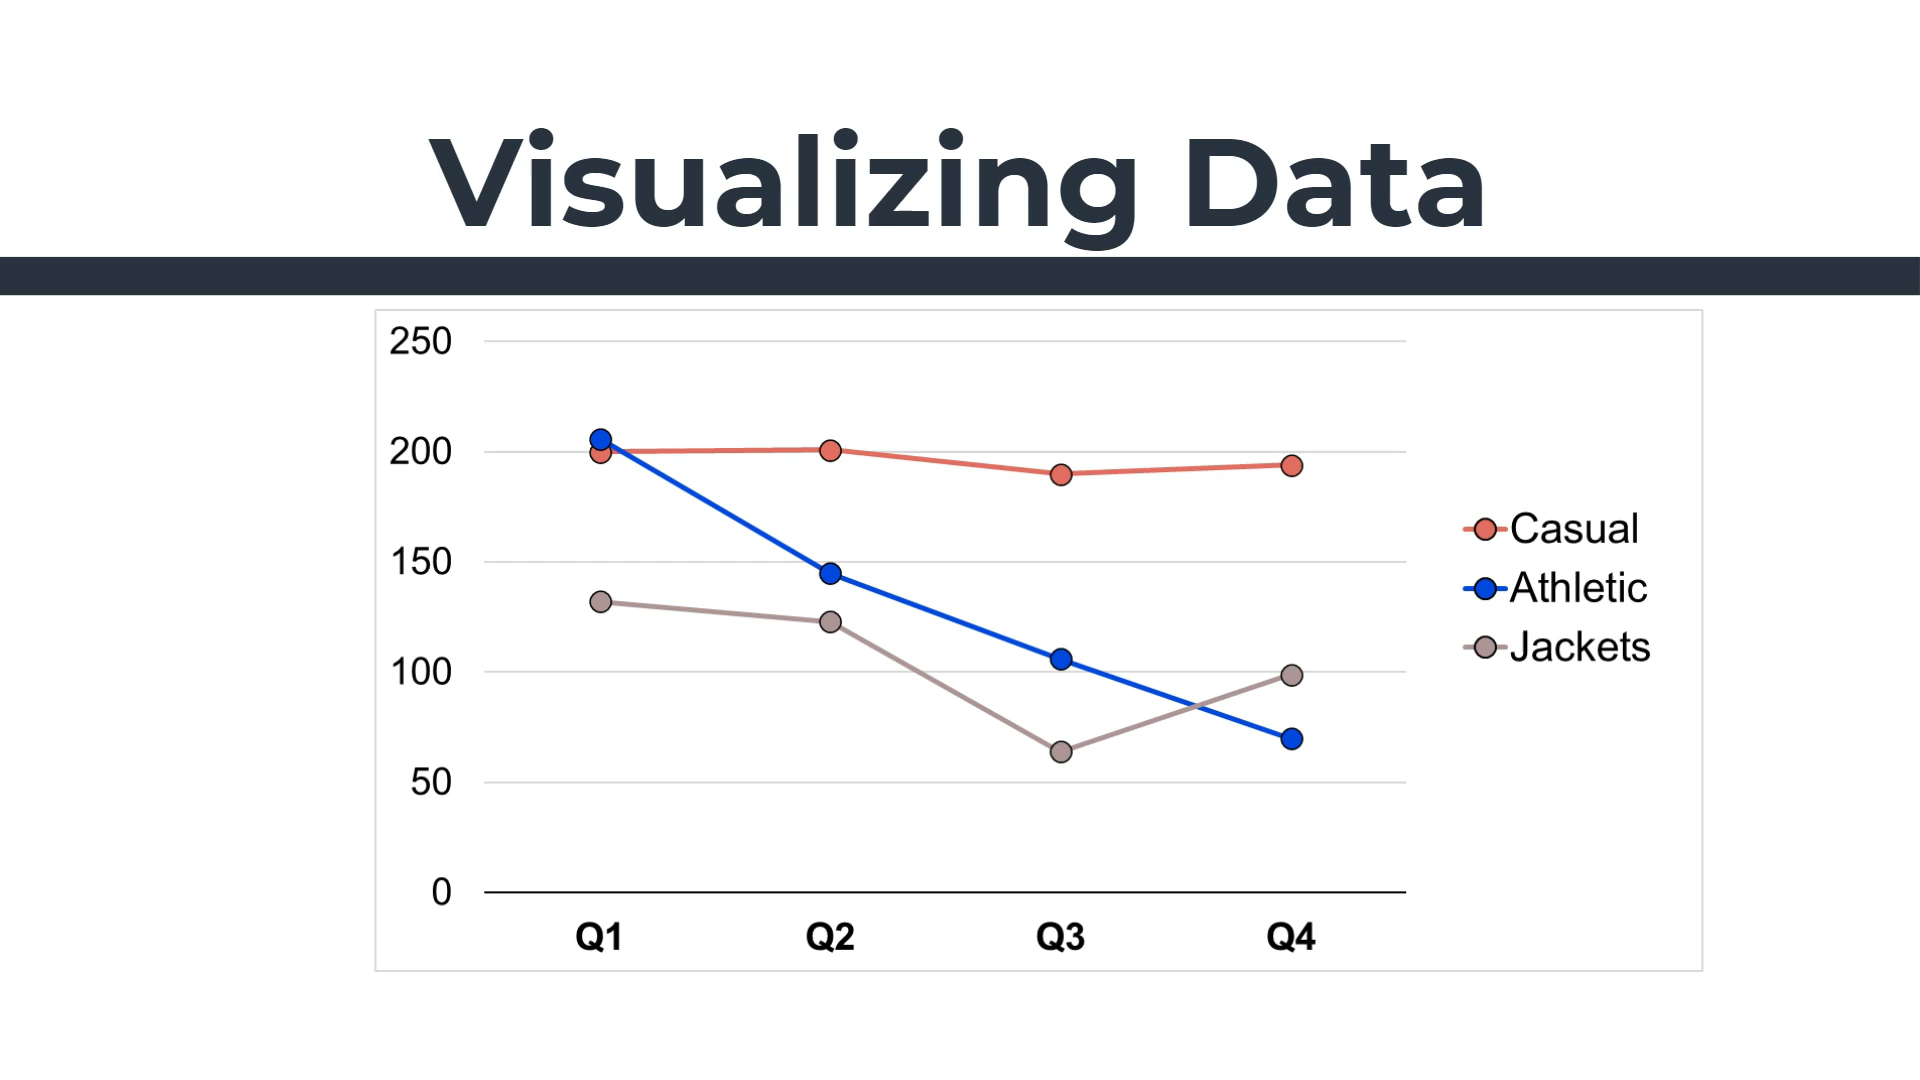 Visualizing Data
250
200
150
100
50
0
Q1 Q2 Q3 Q4
Casual
Athletic
Jackets